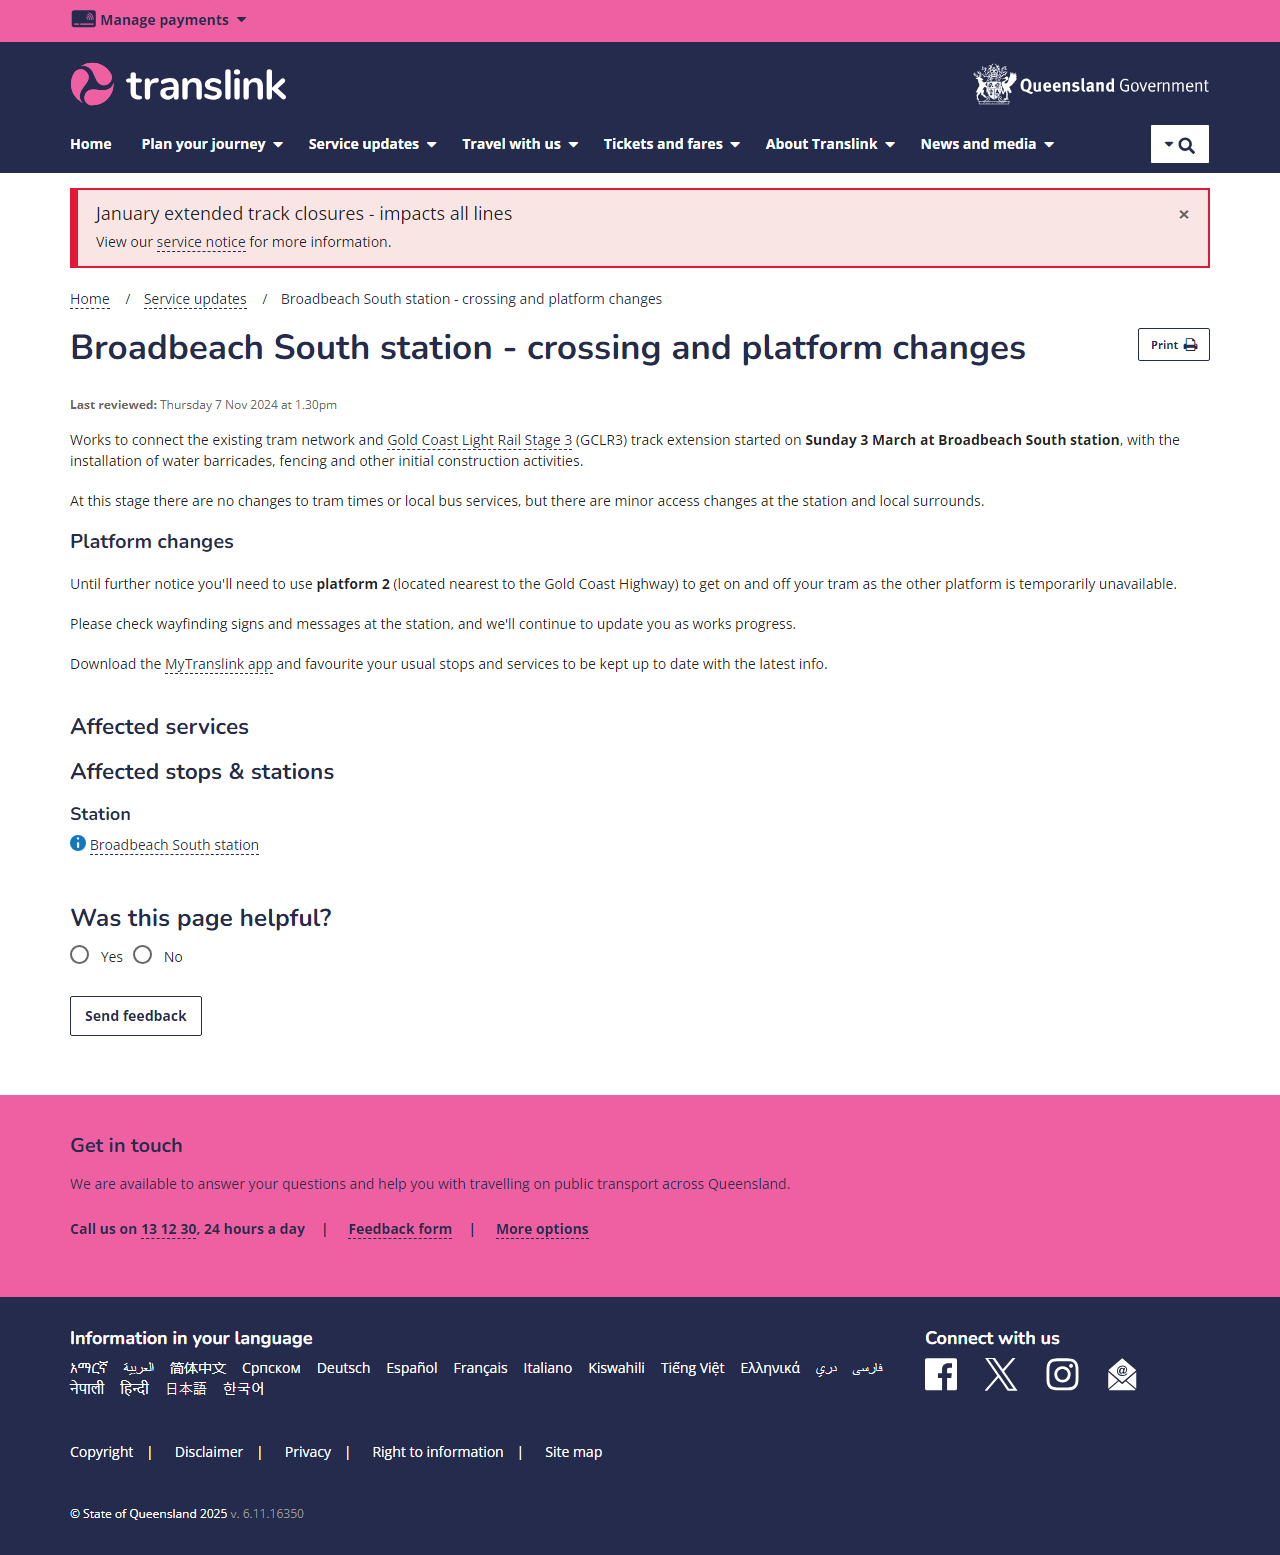 Manage payments
translink
Queensland Government
Home Plan your journey Service updates Travel with us Tickets and fares About Translink News and media
January extended track closures - impacts all lines ×
View our service notice for more information.
Home / Service updates / Broadbeach South station - crossing and platform changes
Broadbeach South station - crossing and platform changes
Print
Last reviewed: Thursday 7 Nov 2024 at 1.30pm
Works to connect the existing tram network and Gold Coast Light Rail Stage 3 (GCLR3) track extension started on Sunday 3 March at Broadbeach South station, with the
installation of water barricades, fencing and other initial construction activities.
At this stage there are no changes to tram times or local bus services, but there are minor access changes at the station and local surrounds.
Platform changes
Until further notice you'll need to use platform 2 (located nearest to the Gold Coast Highway) to get on and off your tram as the other platform is temporarily unavailable.
Please check wayfinding signs and messages at the station, and we'll continue to update you as works progress.
Download the MyTranslink app and favourite your usual stops and services to be kept up to date with the latest info.
Affected services
Affected stops & stations
Station
Broadbeach South station
Was this page helpful?
Yes No
Send feedback
Get in touch
We are available to answer your questions and help you with travelling on public transport across Queensland.
Call us on 13 12 30, 24 hours a day | Feedback form | More options
Information in your language
አማርኛ العربية 简体中文 Српском Deutsch Español Français Italiano Kiswahili Tiếng Việt Ελληνικά دري فارسی
नेपाली हिन्दी 日本語 한국어
Connect with us
Copyright | Disclaimer | Privacy | Right to information | Site map
© State of Queensland 2025 v. 6.11.16350